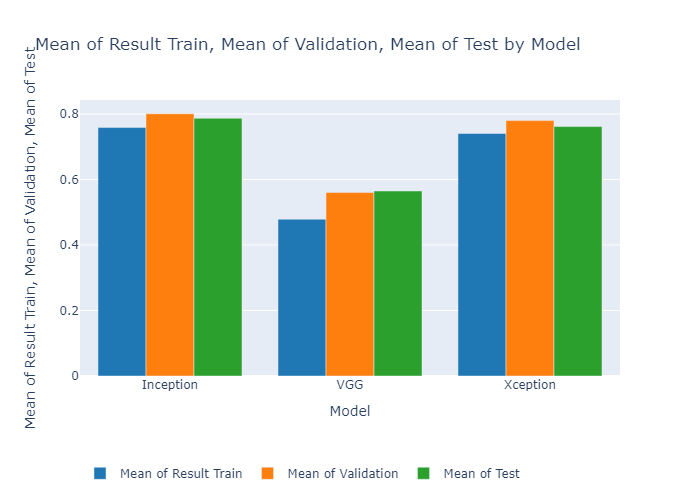 Mean of Result Train, Mean of Validation, Mean of Test by Model
Mean of Result Train, Mean of Validation, Mean of Test
0.8
0.6
0.4
0.2
0
Inception VGG Xception
Model
Mean of Result Train Mean of Validation Mean of Test